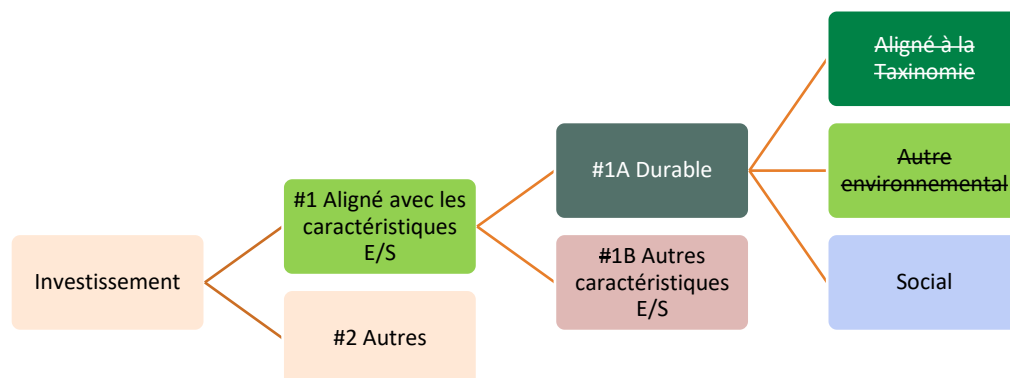 Investissement
#1 Aligné avec les
caractéristiques
E/S
#2 Autres
#1A Durable
#1B Autres
caractéristiques
E/S
Aligné à la
Taxinomie
Autre
environnemental
Social